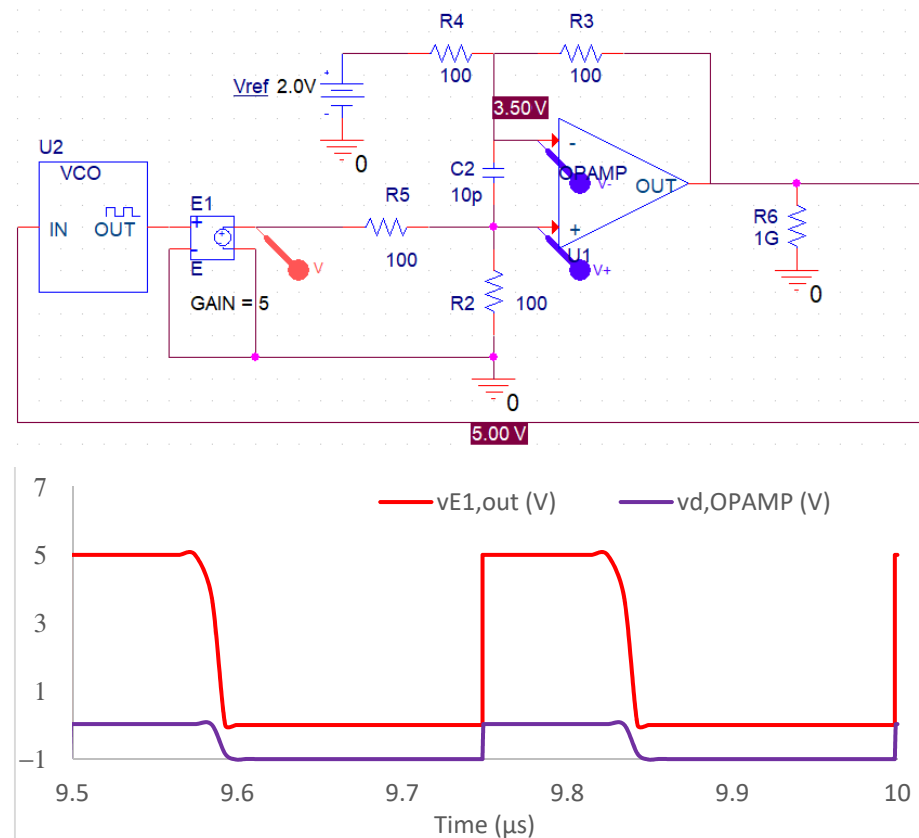 R4
R3
100
100
Vref 2.0V
3.50 V
0
U2
VCO
IN OUT
E1
E
GAIN = 5
V
R5
100
C2
10p
-
OPAMP
V-
OUT
+
U1
V+
R6
1G
0
R2 100
0
5.00 V
7
vE1,out (V) vd,OPAMP (V)
5
3
1
−1
9.5 9.6 9.7 9.8 9.9 10
Time (µs)